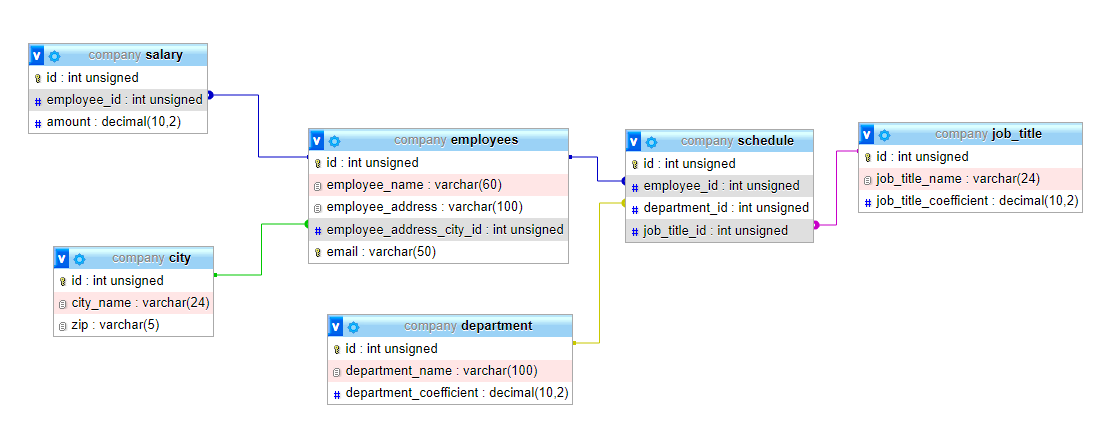 company salary
id : int unsigned
employee_id : int unsigned
amount : decimal(10,2)
company employees
id : int unsigned
employee_name : varchar(60)
employee_address : varchar(100)
employee_address_city_id : int unsigned
email : varchar(50)
company schedule
id : int unsigned
employee_id : int unsigned
department_id : int unsigned
job_title_id : int unsigned
company job_title
id : int unsigned
job_title_name : varchar(24)
job_title_coefficient : decimal(10,2)
company city
id : int unsigned
city_name : varchar(24)
zip : varchar(5)
company department
id : int unsigned
department_name : varchar(100)
department_coefficient : decimal(10,2)